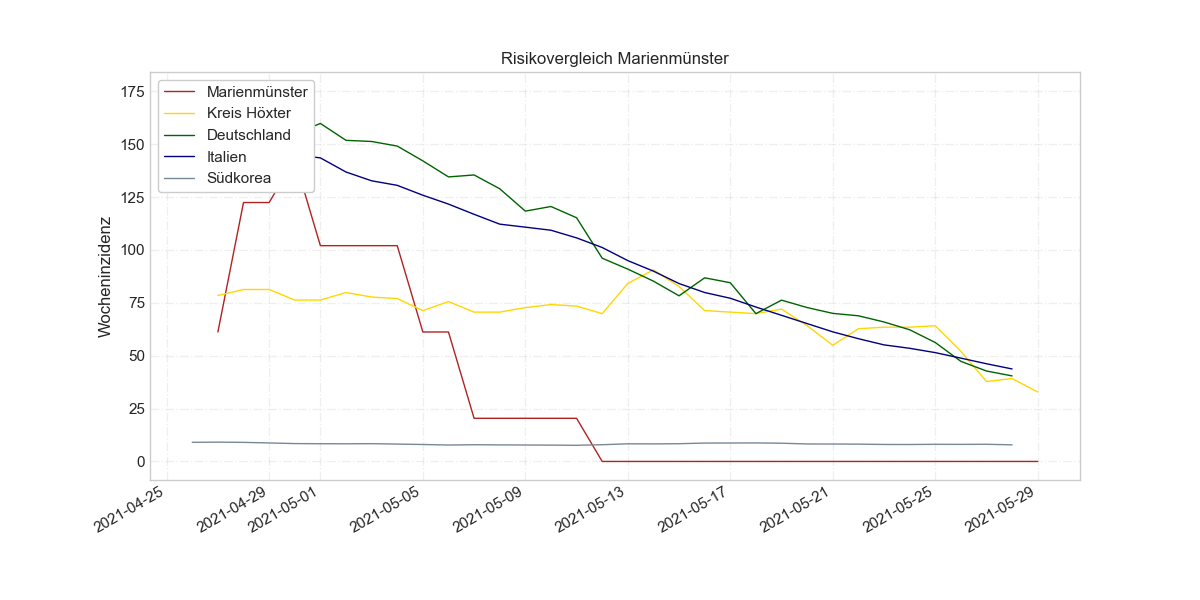 Risikovergleich Marienmünster
Wocheninzidenz
175
150
125
100
75
50
25
0
Marienmünster
Kreis Höxter
Deutschland
Italien
Südkorea
2021-04-25
2021-04-29
2021-05-01
2021-05-05
2021-05-09
2021-05-13
2021-05-17
2021-05-21
2021-05-25
2021-05-29